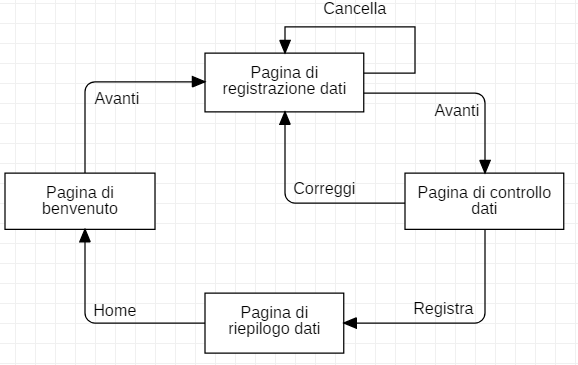 Cancella
Pagina di
registrazione dati
Avanti
Avanti
Pagina di
benvenuto
Correggi
Pagina di controllo
dati
Home
Pagina di
riepilogo dati
Registra